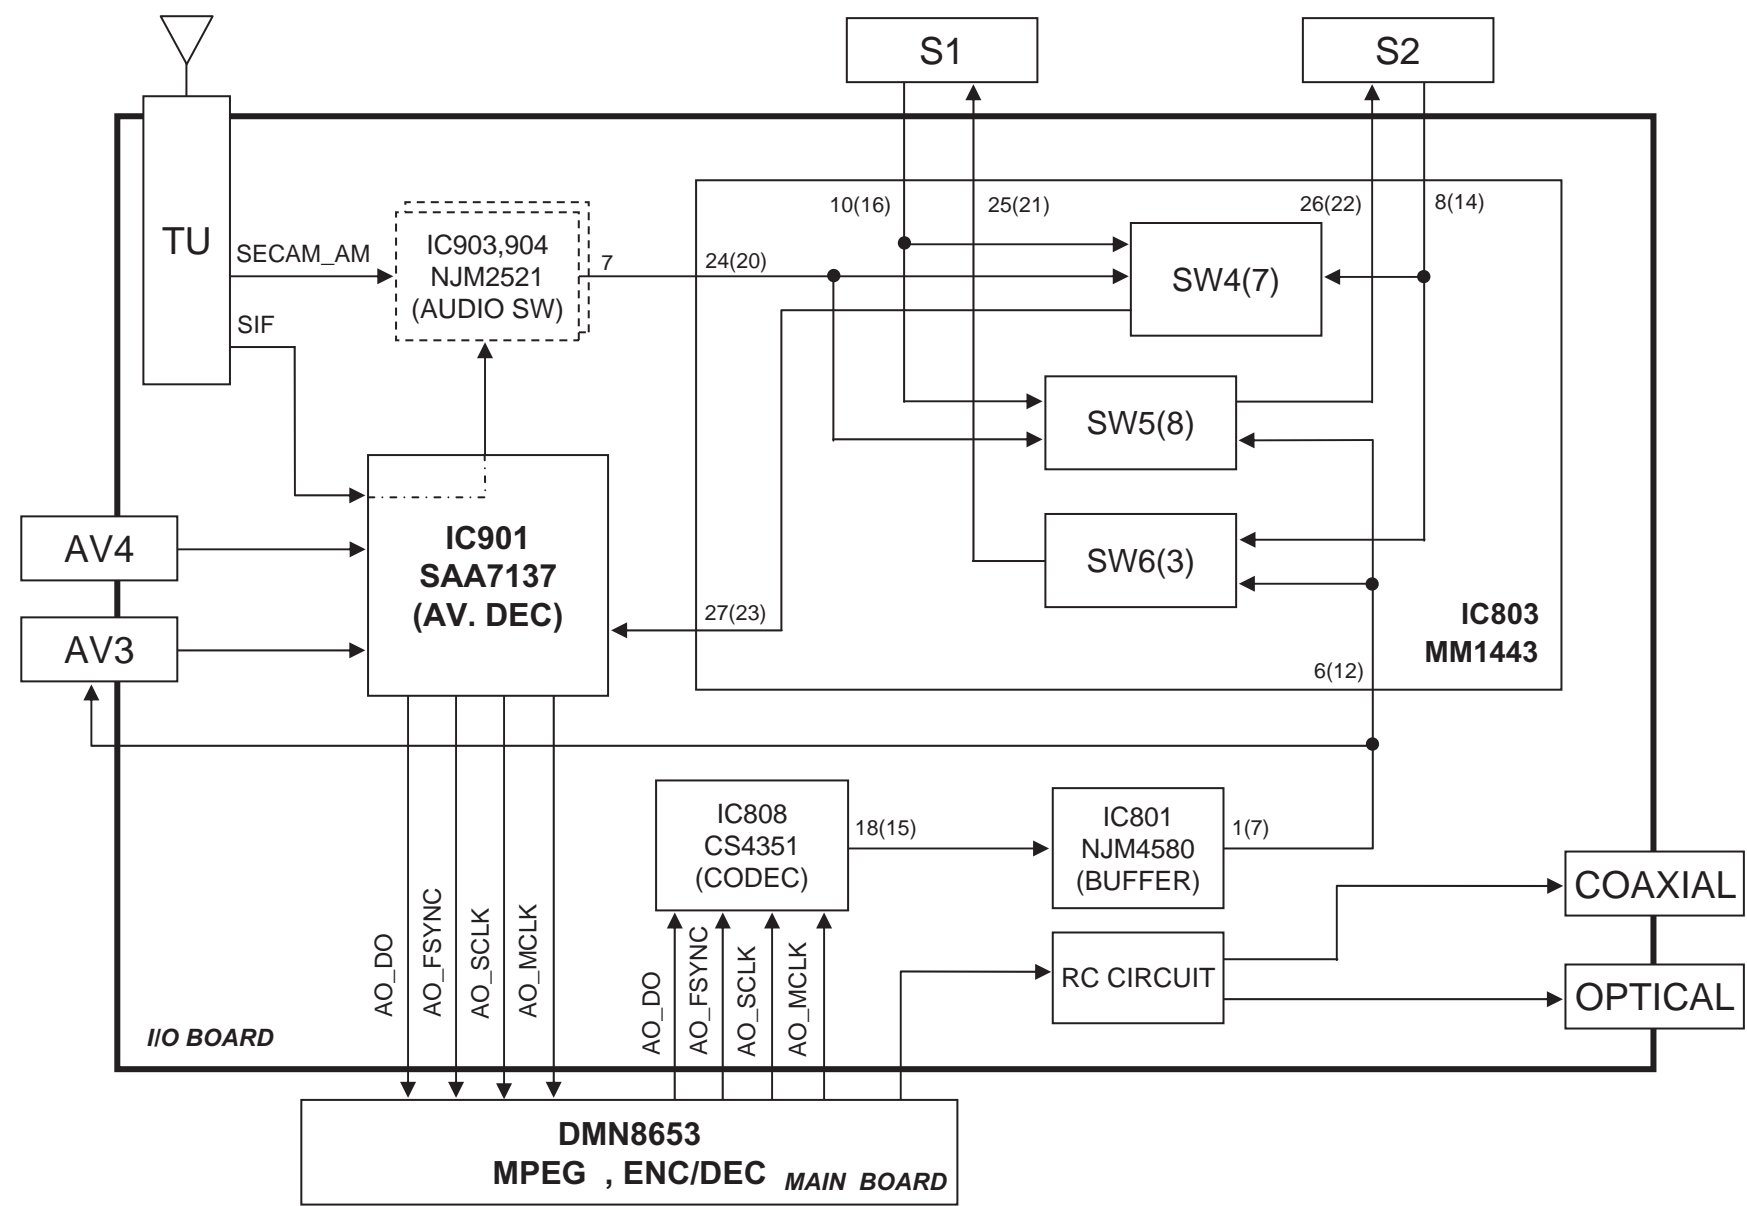 S1
S2
TU
SECAM_AM
SIF
IC903,904
NJM2521
(AUDIO SW)
7
10(16)
25(21)
26(22)
8(14)
24(20)
SW4(7)
SW5(8)
SW6(3)
27(23)
IC803
MM1443
6(12)
AV4
AV3
IC901
SAA7137
(AV. DEC)
IC808
CS4351
(CODEC)
18(15)
IC801
NJM4580
(BUFFER)
1(7)
RC CIRCUIT
COAXIAL
OPTICAL
AO_DO
AO_FSYNC
AO_SCLK
AO_MCLK
AO_DO
AO_FSYNC
AO_SCLK
AO_MCLK
I/O BOARD
DMN8653
MPEG , ENC/DEC
MAIN BOARD